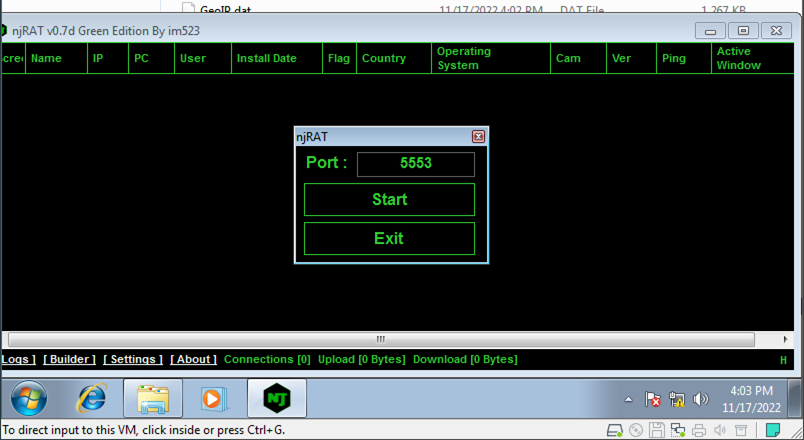 GeoIP.dat 11/17/2022 4:02 PM DAT File 1,267 KB
njRAT v0.7d Green Edition By im523
Scree Name IP PC User Install Date Flag Country Operating System Cam Ver Ping Active Window
njRAT
Port : 5553
Start
Exit
Logs ] [ Builder ] [ Settings ] [ About ] Connections [0] Upload [0 Bytes] Download [0 Bytes] H
NJ
4:03 PM
11/17/2022
To direct input to this VM, click inside or press Ctrl+G.